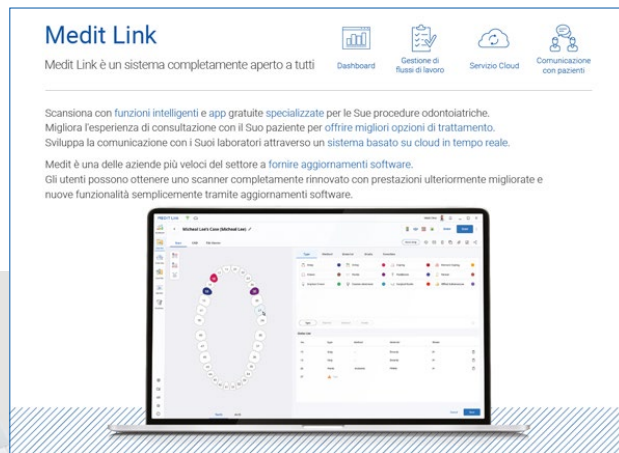 Medit Link
Medit Link è un sistema completamente aperto a tutti
Dashboard
Gestione di
flussi di lavoro
Servizio Cloud
Comunicazione
con pazienti
Scansiona con funzioni intelligenti e app gratuite specializzate per le Sue procedure odontoiatriche.
Migliora l'esperienza di consultazione con il Suo paziente per offrire migliori opzioni di trattamento.
Sviluppa la comunicazione con i Suoi laboratori attraverso un sistema basato su cloud in tempo reale.
Medit è una delle aziende più veloci del settore a fornire aggiornamenti software.
Gli utenti possono ottenere uno scanner completamente rinnovato con prestazioni ulteriormente migliorate e
nuove funzionalità semplicemente tramite aggiornamenti software.
MEDIT Link
Micheal Lee's Case (Micheal Lee)